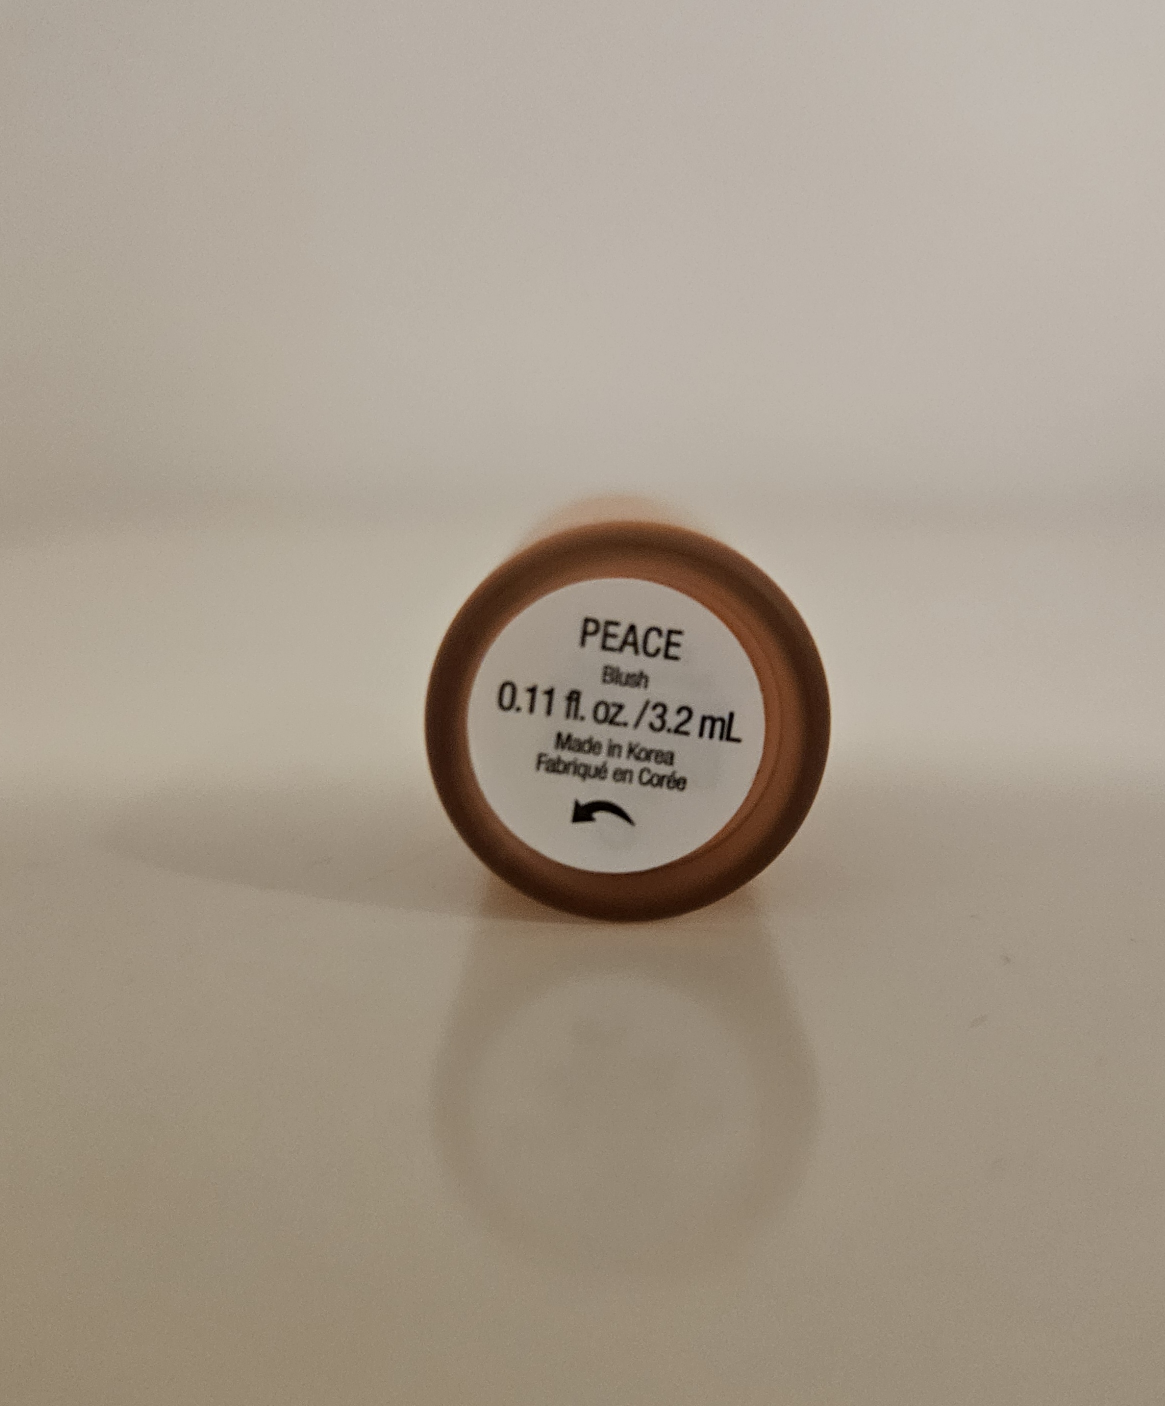 PEACE
Blush
0.11 fl. oz. / 3.2 mL
Made in Korea
Fabriqué en Corée